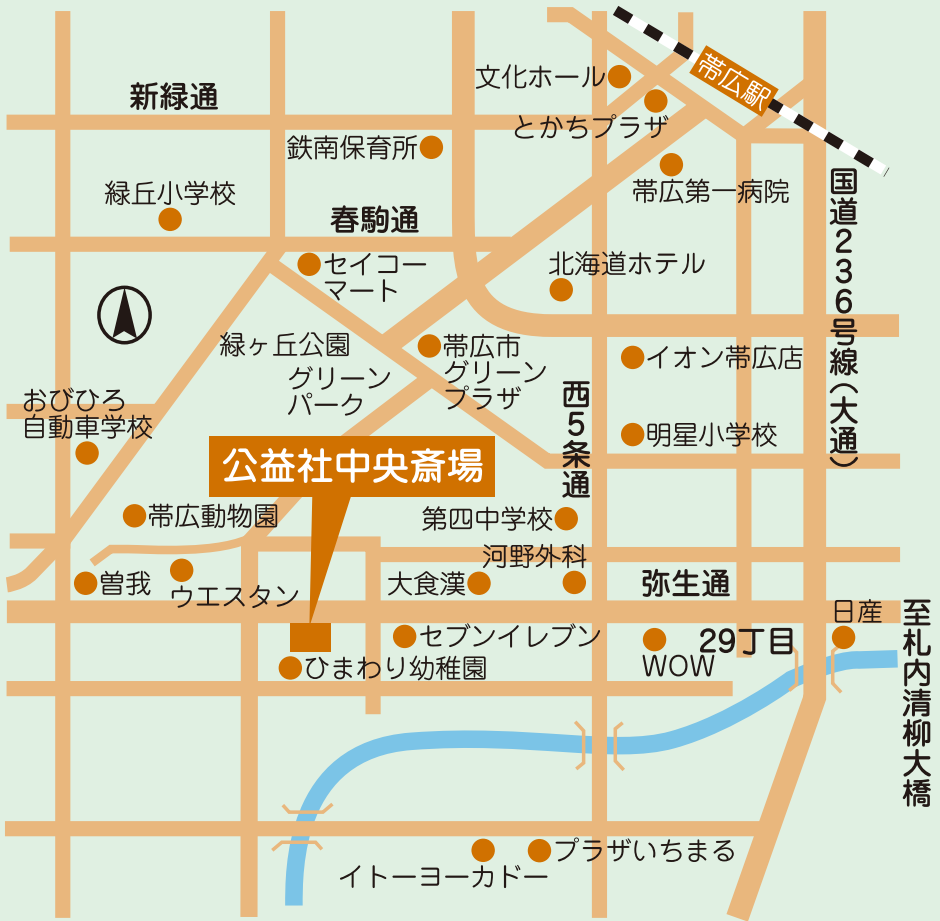 文化ホール
帯広駅
新緑通
とかちプラザ
鉄南保育所
帯広第一病院
国道236号線(大通)
緑丘小学校
春駒通
セイコー
マート
北海道ホテル
緑ヶ丘公園
グリーン
パーク
帯広市
グリーン
プラザ
イオン帯広店
おびひろ
自動車学校
西5条通
明星小学校
公益社中央斎場
帯広動物園
第四中学校
河野外科
曽我
ウエスタン
大食漢
弥生通
日産
至札内清柳大橋
セブンイレブン
29丁目
WOW
ひまわり幼稚園
プラザいちまる
イトーヨーカドー